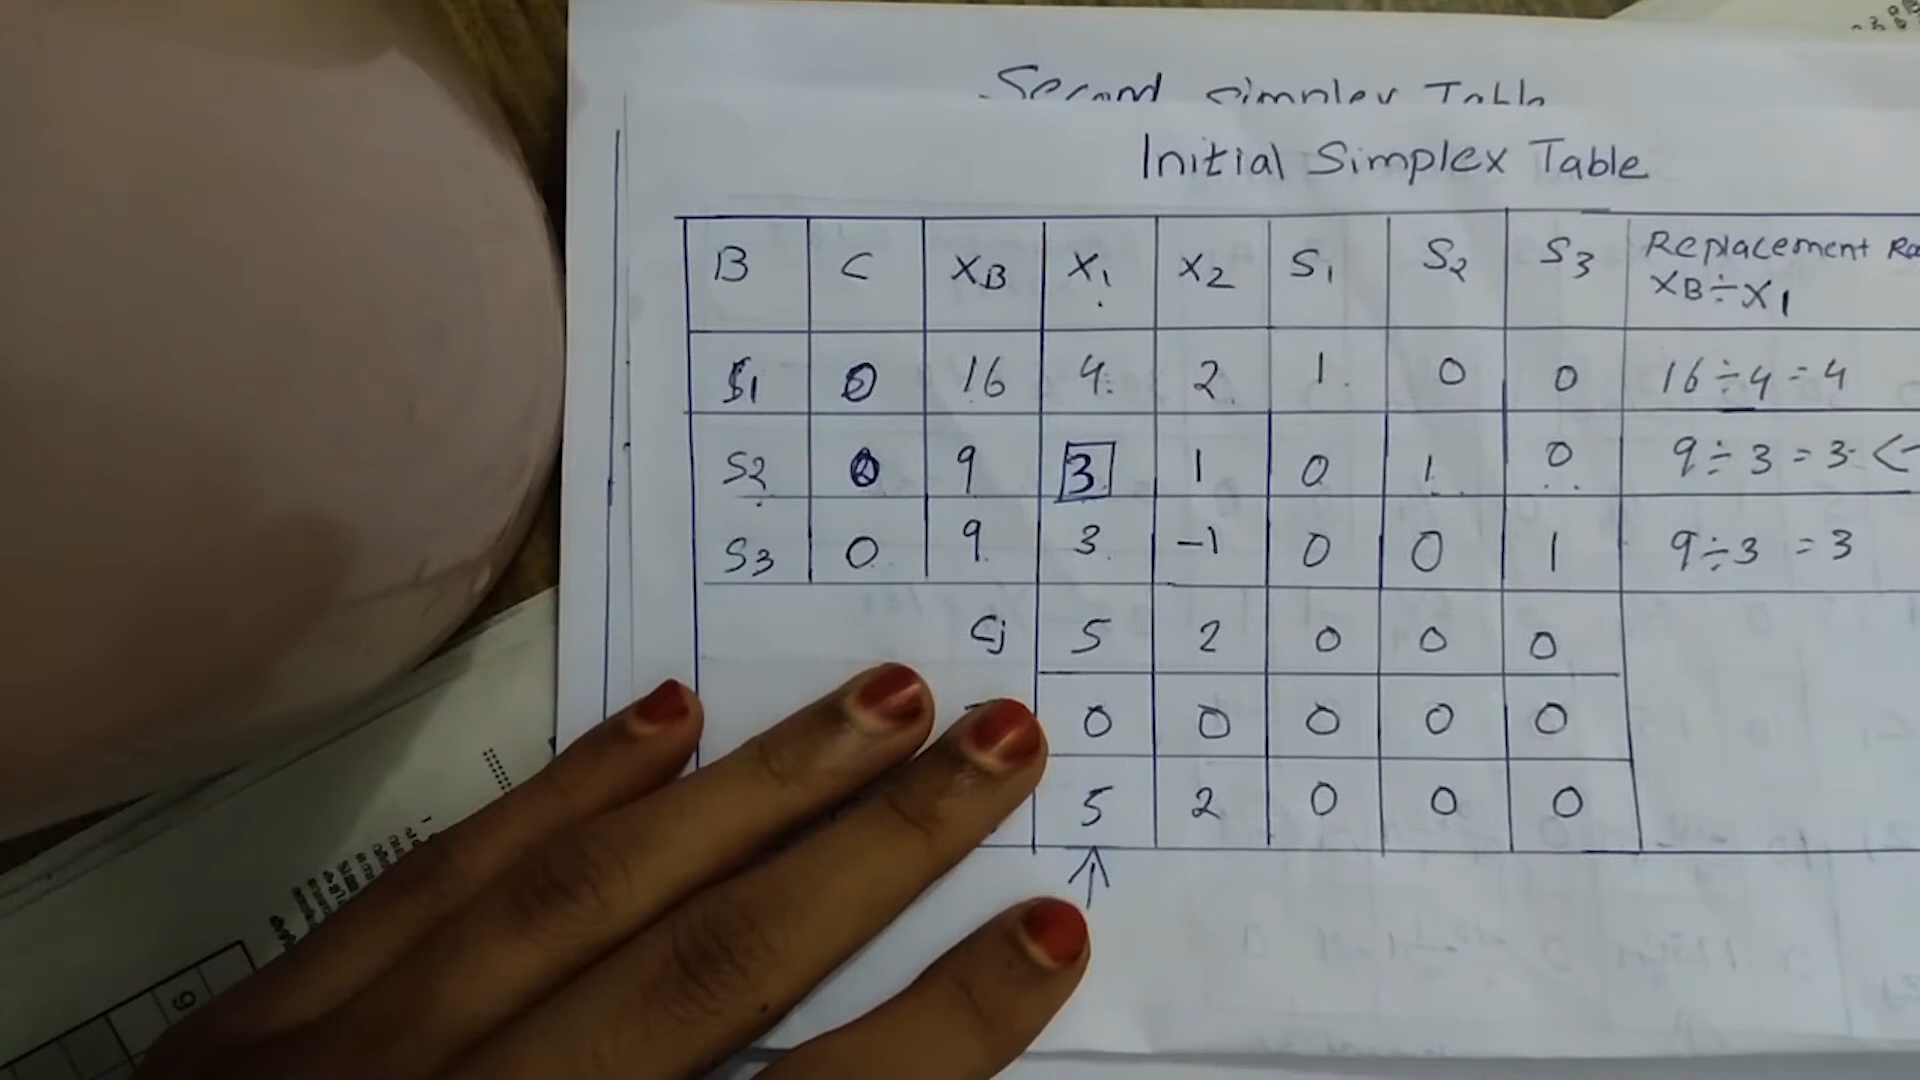 Second Simplex Table
Initial Simplex Table
B C XB X1 X2 S1 S2 S3 Replacement
XB÷X1
S1 0 16 4 2 1 0 0 16÷4=4
S2 0 9 3 1 0 1 0 9÷3=3 ←
S3 0 9 3 -1 0 0 1 9÷3 = 3
Cj 5 2 0 0 0
0 0 0 0 0
5 2 0 0 0
↑